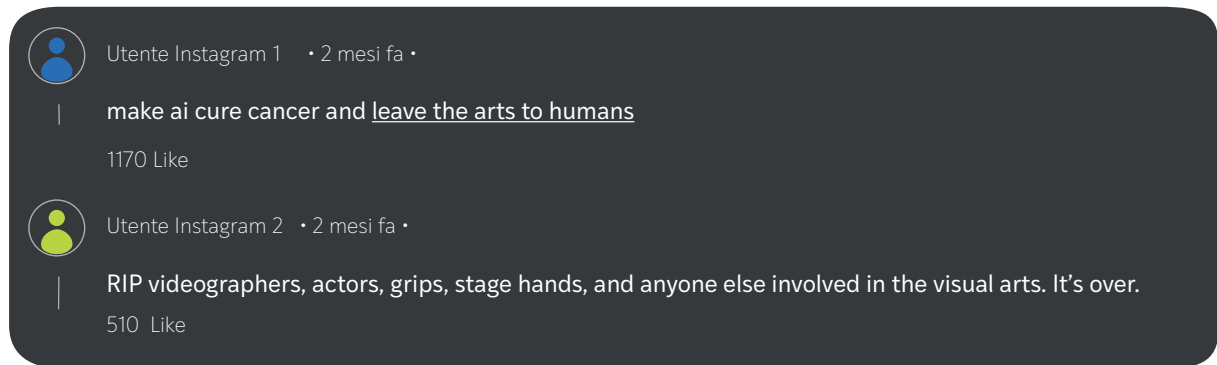 Utente Instagram 1 • 2 mesi fa •
make ai cure cancer and leave the arts to humans
1170 Like
Utente Instagram 2 • 2 mesi fa •
RIP videographers, actors, grips, stage hands, and anyone else involved in the visual arts. It’s over.
510 Like